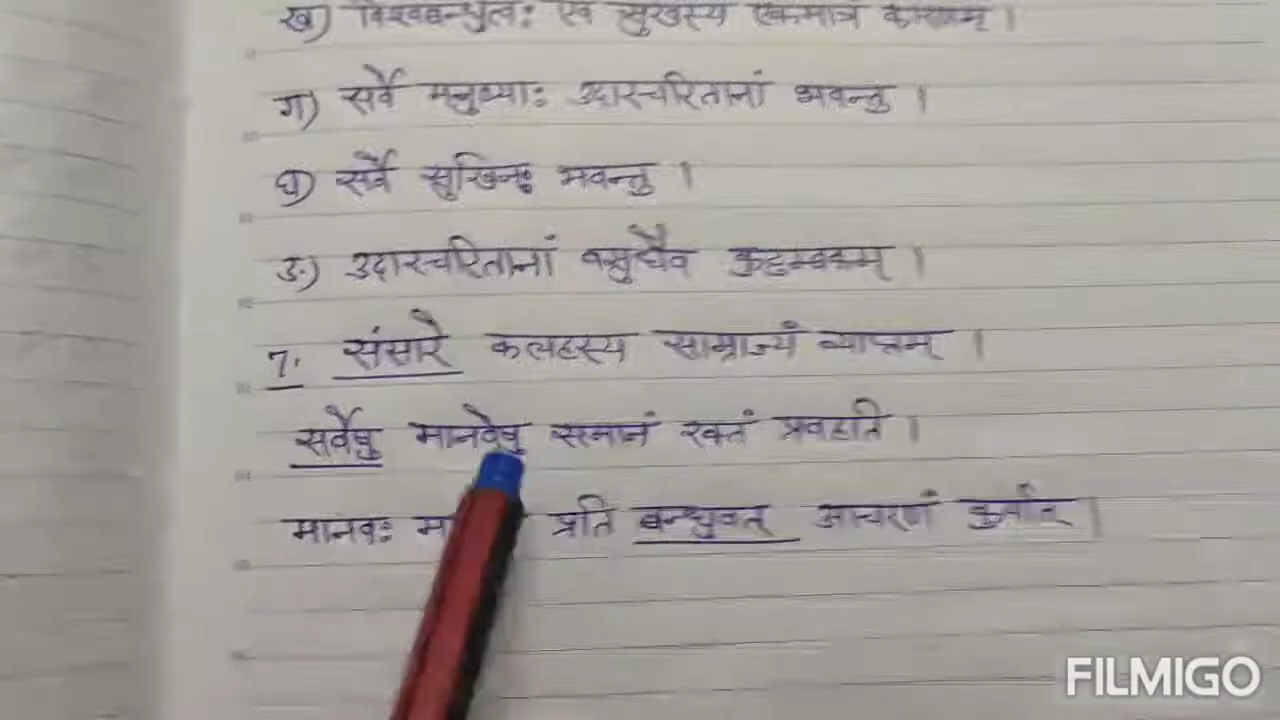 ख) विश्वबन्धुत्वः एव सुखस्य एकमात्रं कारणम् ।
ग) सर्वे मनुष्याः उदारचरितानां भवन्तु ।
घ) सर्वे सुखिनः भवन्तु ।
ङ) उदारचरितानां वसुधैव कुटुम्बकम् ।
7. संसारे कलहस्य साम्राज्यं व्याप्तम् ।
सर्वेषु मानवेषु समानं रक्तं प्रवहति ।
मानवः प्रति बन्धुवत् आचरणं कुर्यात् ।
FILMIGO